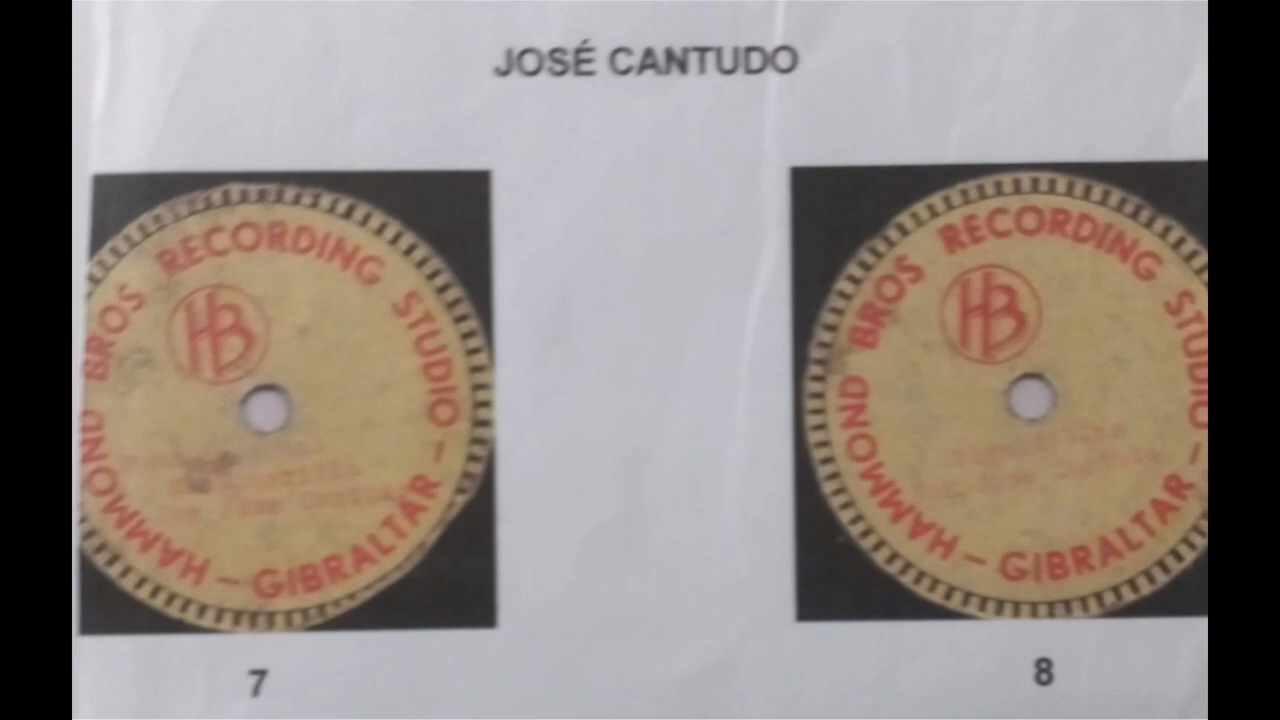 JOSÉ CANTUDO
HAMMOND BROS RECORDING STUDIO - GIBRALTAR -
HB
HAMMOND BROS RECORDING STUDIO - GIBRALTAR -
HB
7
8